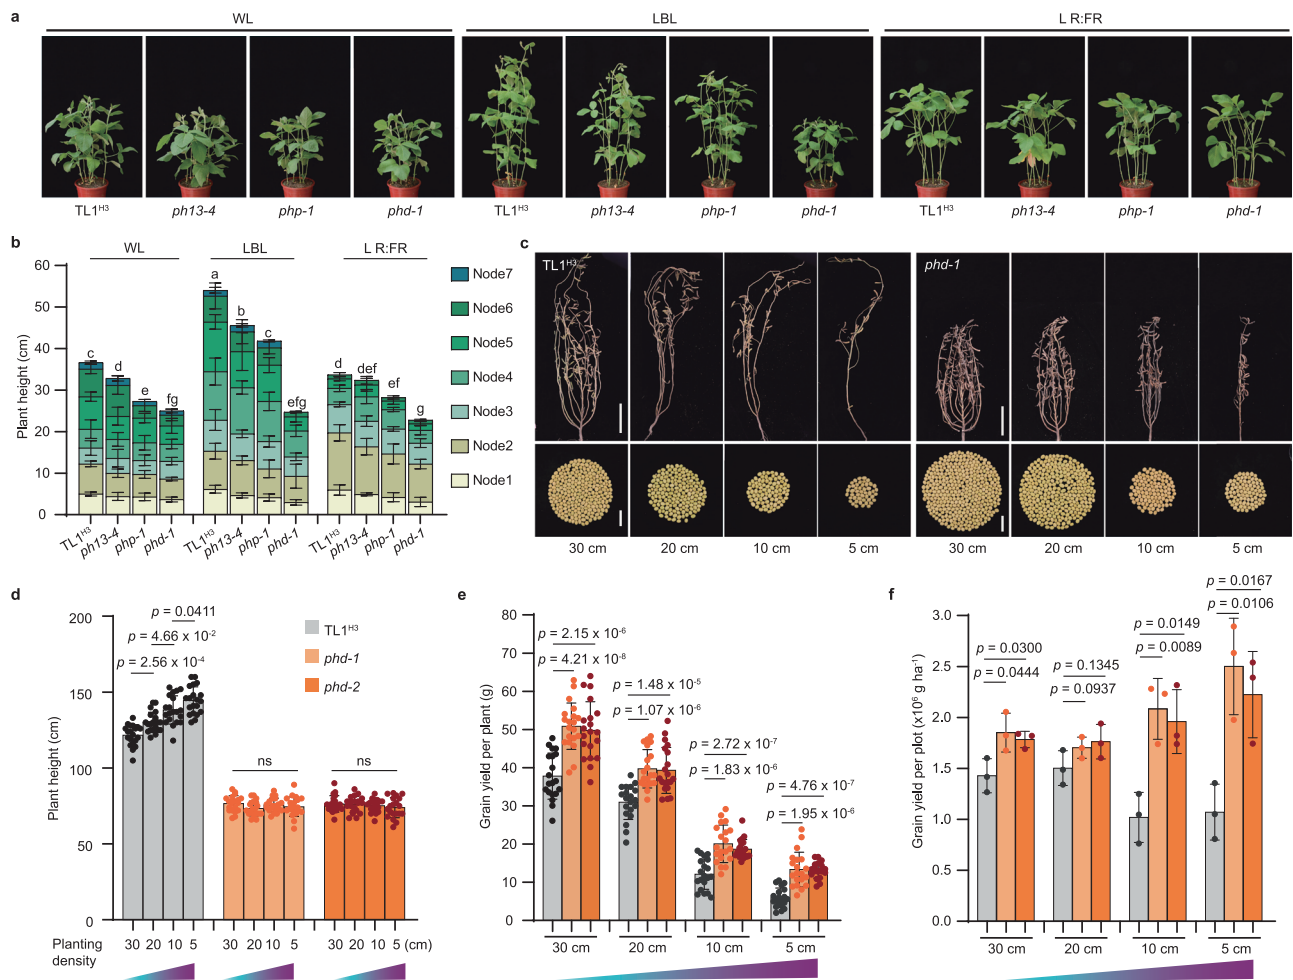 a
WL
LBL
L R:FR
TL1H3
ph13-4
php-1
phd-1
TL1H3
ph13-4
php-1
phd-1
TL1H3
ph13-4
php-1
phd-1
b
WL
LBL
L R:FR
Plant height (cm)
60
50
40
30
20
10
0
c
d
e
fg
a
b
c
efg
d
def
ef
g
TL1H3
ph13-4
php-1
phd-1
TL1H3
ph13-4
php-1
phd-1
TL1H3
ph13-4
php-1
phd-1
Node7
Node6
Node5
Node4
Node3
Node2
Node1
c
TL1H3
phd-1
30 cm
20 cm
10 cm
5 cm
30 cm
20 cm
10 cm
5 cm
d
Plant height (cm)
200
150
100
50
0
p = 0.0411
p = 4.66 x 10-2
p = 2.56 x 10-4
ns
ns
TL1H3
phd-1
phd-2
30 20 10 5
30 20 10 5
30 20 10 5 (cm)
Planting
density
e
Grain yield per plant (g)
80
70
60
50
40
30
20
10
0
p = 2.15 x 10-6
p = 4.21 x 10-8
p = 1.48 x 10-5
p = 1.07 x 10-6
p = 2.72 x 10-7
p = 1.83 x 10-6
p = 4.76 x 10-7
p = 1.95 x 10-6
30 cm
20 cm
10 cm
5 cm
f
Grain yield per plot (x106 g ha-1)
3.0
2.5
2.0
1.5
1.0
0.5
0.0
p = 0.0300
p = 0.0444
p = 0.1345
p = 0.0937
p = 0.0149
p = 0.0089
p = 0.0167
p = 0.0106
30 cm
20 cm
10 cm
5 cm